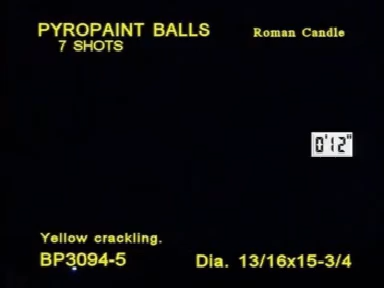 PYROPAINT BALLS
7 SHOTS
Roman Candle
0'12"
Yellow crackling.
BP3094-5
Dia. 13/16x15-3/4